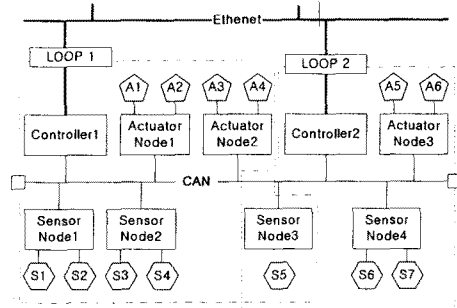 Ethenet
LOOP 1
LOOP 2
A1 A2 A3 A4 A5 A6
Controller1 Actuator Node1 Actuator Node2 Controller2 Actuator Node3
CAN
Sensor Node1 Sensor Node2 Sensor Node3 Sensor Node4
S1 S2 S3 S4 S5 S6 S7